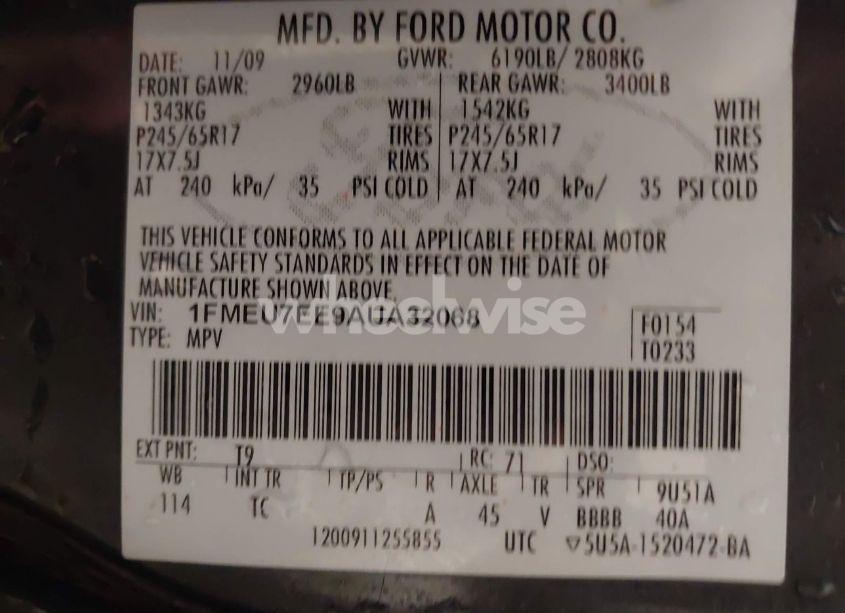 MFD. BY FORD MOTOR CO.
DATE: 11/09 GVWR: 6190LB/ 2808KG
FRONT GAWR: 2960LB REAR GAWR: 3400LB
1343KG WITH 1542KG WITH
P245/65R17 TIRES P245/65R17 TIRES
17X7.5J RIMS 17X7.5J RIMS
AT 240 kPa/ 35 PSI COLD AT 240 kPa/ 35 PSI COLD
THIS VEHICLE CONFORMS TO ALL APPLICABLE FEDERAL MOTOR
VEHICLE SAFETY STANDARDS IN EFFECT ON THE DATE OF
MANUFACTURE SHOWN ABOVE.
wheelwise
VIN: 1FMEU7EE9AUA32068 F0154
TYPE: MPV T0233
EXT PNT: T9 RC: 71 DSO:
WB INT TR TP/PS R AXLE TR SPR 9U51A
114 TC A 45 V BBBB 40A
1200911255855 UTC ▽5U5A-1520472-BA